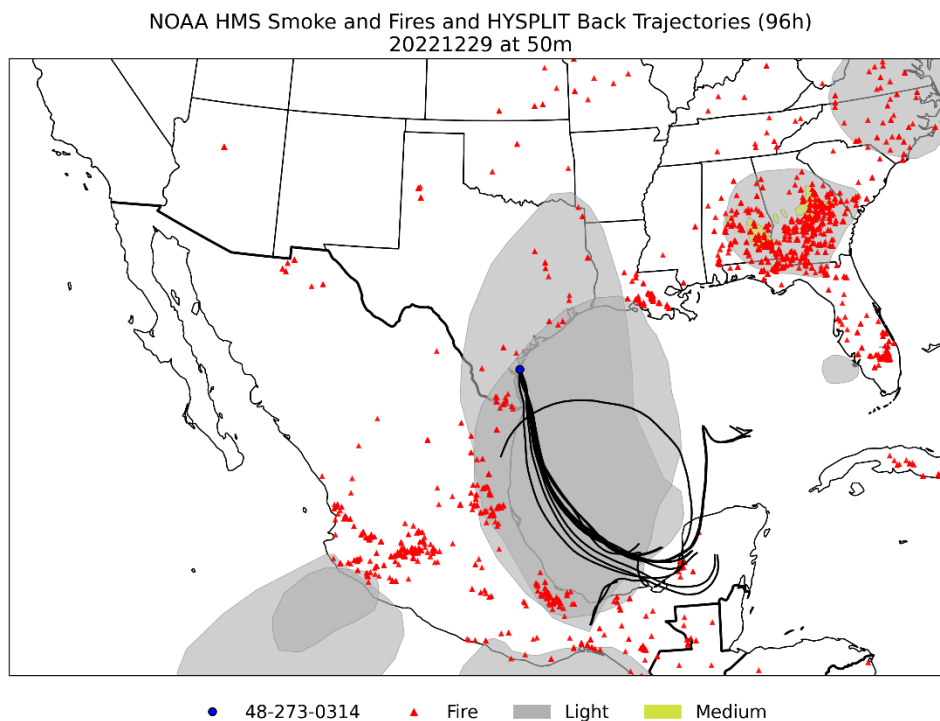 NOAA HMS Smoke and Fires and HYSPLIT Back Trajectories (96h)
20221229 at 50m
48-273-0314 Fire Light Medium